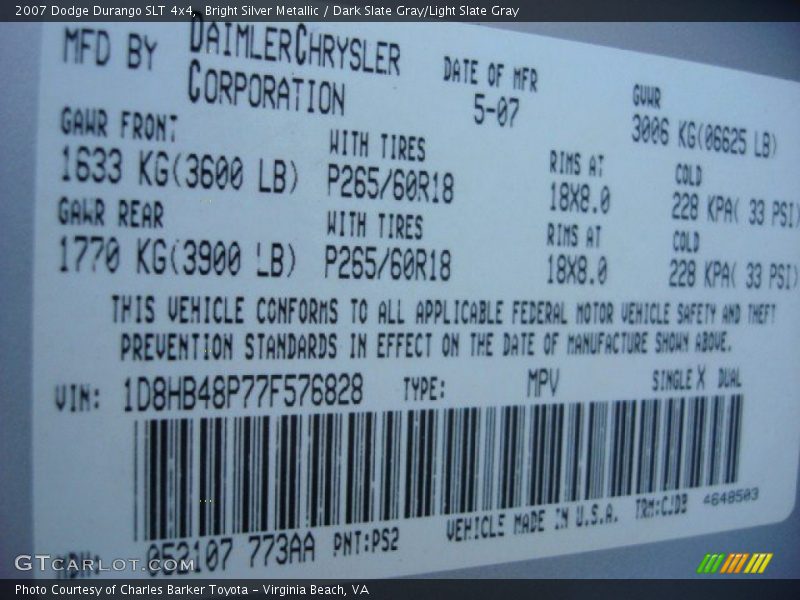 2007 Dodge Durango SLT 4x4, Bright Silver Metallic / Dark Slate Gray/Light Slate Gray
MFD BY DAIMLERCHRYSLER CORPORATION
DATE OF MFR 5-07
GVWR 3006 KG(06625 LB)
GAWR FRONT WITH TIRES RIMS AT COLD
1633 KG(3600 LB) P265/60R18 18X8.0 228 KPA( 33 PSI)
GAWR REAR WITH TIRES RIMS AT COLD
1770 KG(3900 LB) P265/60R18 18X8.0 228 KPA( 33 PSI)
THIS VEHICLE CONFORMS TO ALL APPLICABLE FEDERAL MOTOR VEHICLE SAFETY AND THEFT
PREVENTION STANDARDS IN EFFECT ON THE DATE OF MANUFACTURE SHOWN ABOVE.
VIN: 1D8HB48P77F576828 TYPE: MPV SINGLE X DUAL
MDH: 052107 773AA PNT:PS2 VEHICLE MADE IN U.S.A. TRM:CJD3 4648503
GTCARLOT.COM
Photo Courtesy of Charles Barker Toyota - Virginia Beach, VA